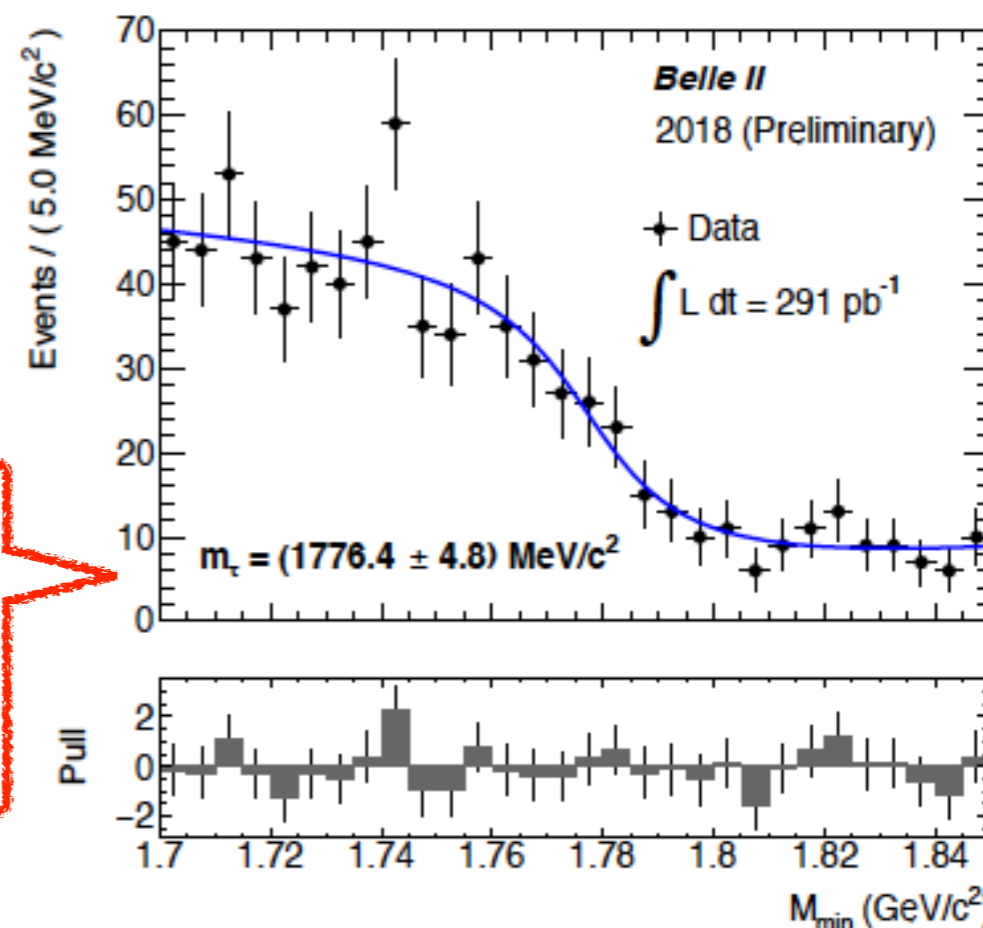 Events / ( 5.0 MeV/c² )
70
60
50
40
30
20
10
0
Belle II
2018 (Preliminary)
Data
∫ L dt = 291 pb⁻¹
m_τ = (1776.4 ± 4.8) MeV/c²
Pull
2
0
−2
1.7 1.72 1.74 1.76 1.78 1.8 1.82 1.84
M_min (GeV/c²